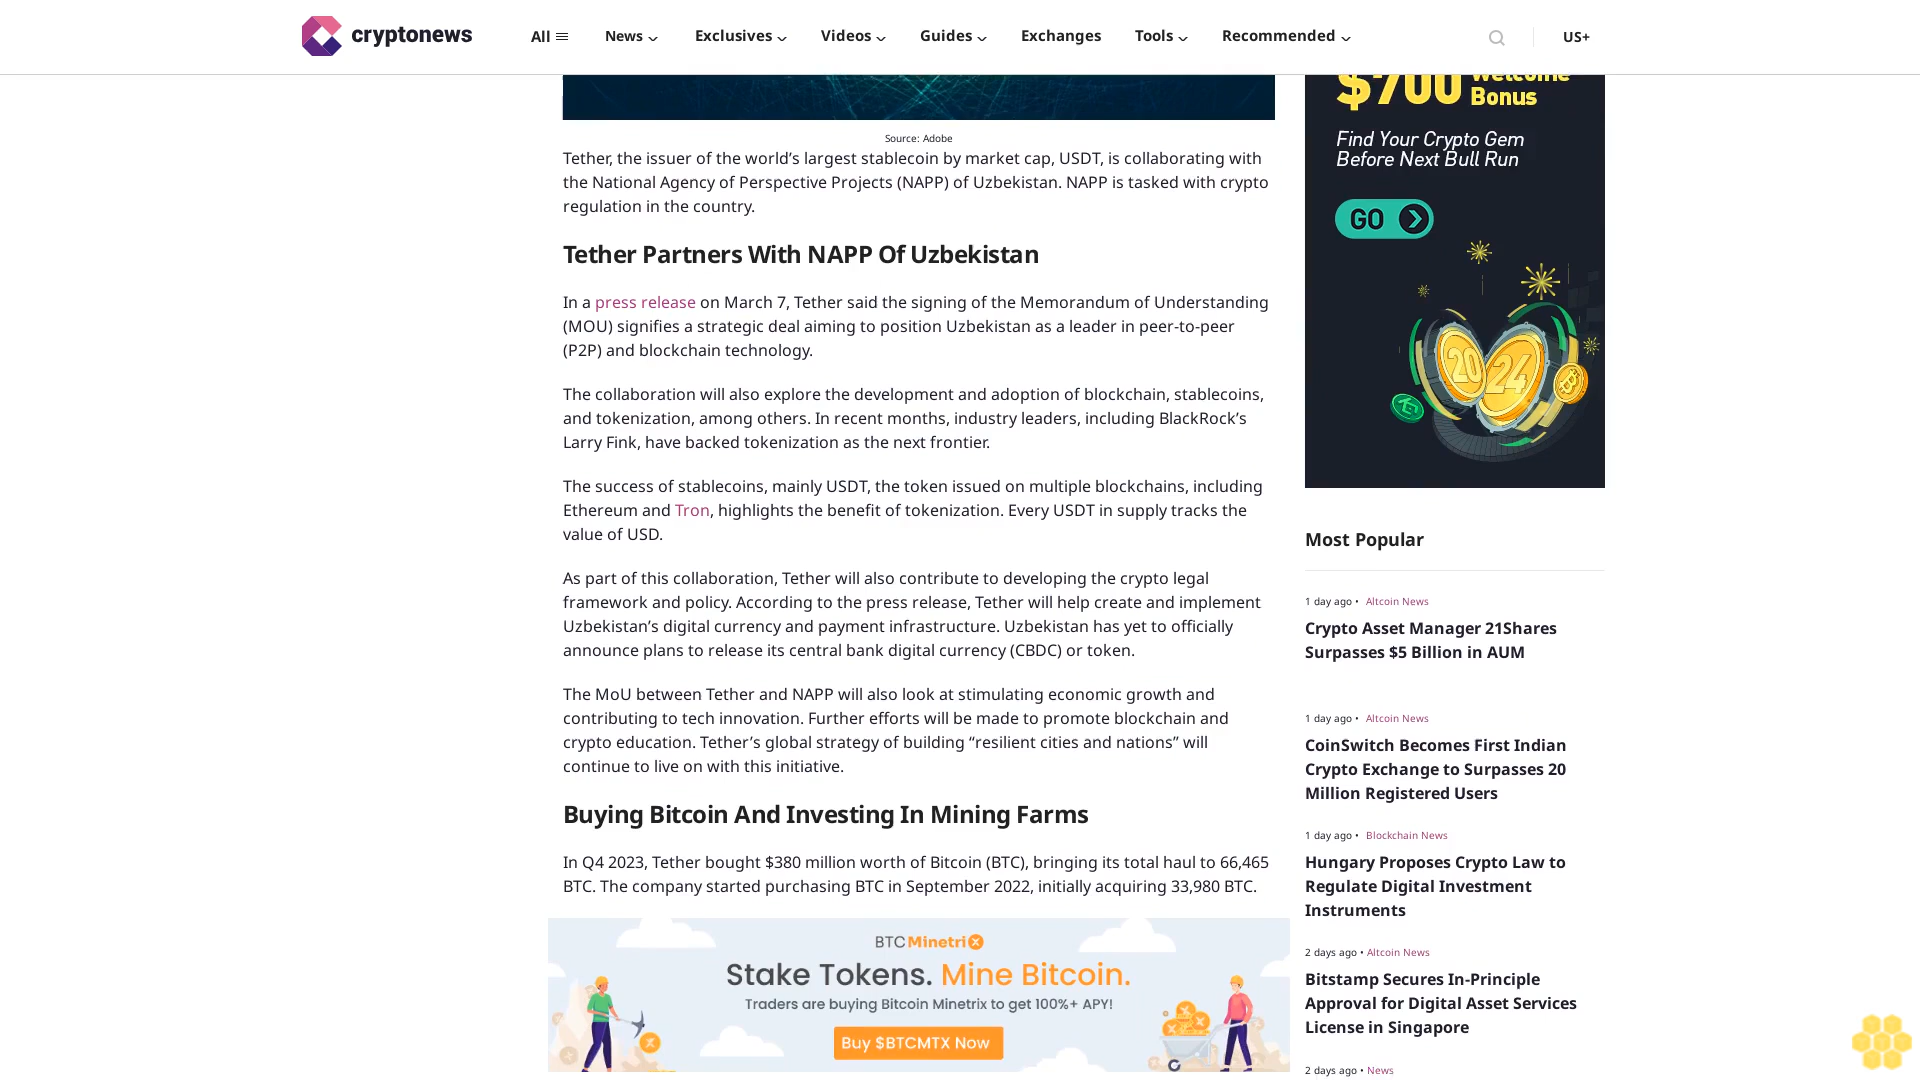 cryptonews
All
News
Exclusives
Videos
Guides
Exchanges
Tools
Recommended
US+
Source: Adobe
Tether, the issuer of the world’s largest stablecoin by market cap, USDT, is collaborating with
the National Agency of Perspective Projects (NAPP) of Uzbekistan. NAPP is tasked with crypto
regulation in the country.
Tether Partners With NAPP Of Uzbekistan
In a press release on March 7, Tether said the signing of the Memorandum of Understanding
(MOU) signifies a strategic deal aiming to position Uzbekistan as a leader in peer-to-peer
(P2P) and blockchain technology.
The collaboration will also explore the development and adoption of blockchain, stablecoins,
and tokenization, among others. In recent months, industry leaders, including BlackRock’s
Larry Fink, have backed tokenization as the next frontier.
The success of stablecoins, mainly USDT, the token issued on multiple blockchains, including
Ethereum and Tron, highlights the benefit of tokenization. Every USDT in supply tracks the
value of USD.
As part of this collaboration, Tether will also contribute to developing the crypto legal
framework and policy. According to the press release, Tether will help create and implement
Uzbekistan’s digital currency and payment infrastructure. Uzbekistan has yet to officially
announce plans to release its central bank digital currency (CBDC) or token.
The MoU between Tether and NAPP will also look at stimulating economic growth and
contributing to tech innovation. Further efforts will be made to promote blockchain and
crypto education. Tether’s global strategy of building “resilient cities and nations” will
continue to live on with this initiative.
Buying Bitcoin And Investing In Mining Farms
In Q4 2023, Tether bought $380 million worth of Bitcoin (BTC), bringing its total haul to 66,465
BTC. The company started purchasing BTC in September 2022, initially acquiring 33,980 BTC.
BTC Minetrix
Stake Tokens. Mine Bitcoin.
Traders are buying Bitcoin Minetrix to get 100%+ APY!
Buy $BTCMTX Now
$700 Welcome
Bonus
Find Your Crypto Gem
Before Next Bull Run
GO
20 24
Most Popular
1 day ago • Altcoin News
Crypto Asset Manager 21Shares
Surpasses $5 Billion in AUM
1 day ago • Altcoin News
CoinSwitch Becomes First Indian
Crypto Exchange to Surpasses 20
Million Registered Users
1 day ago • Blockchain News
Hungary Proposes Crypto Law to
Regulate Digital Investment
Instruments
2 days ago • Altcoin News
Bitstamp Secures In-Principle
Approval for Digital Asset Services
License in Singapore
2 days ago • News